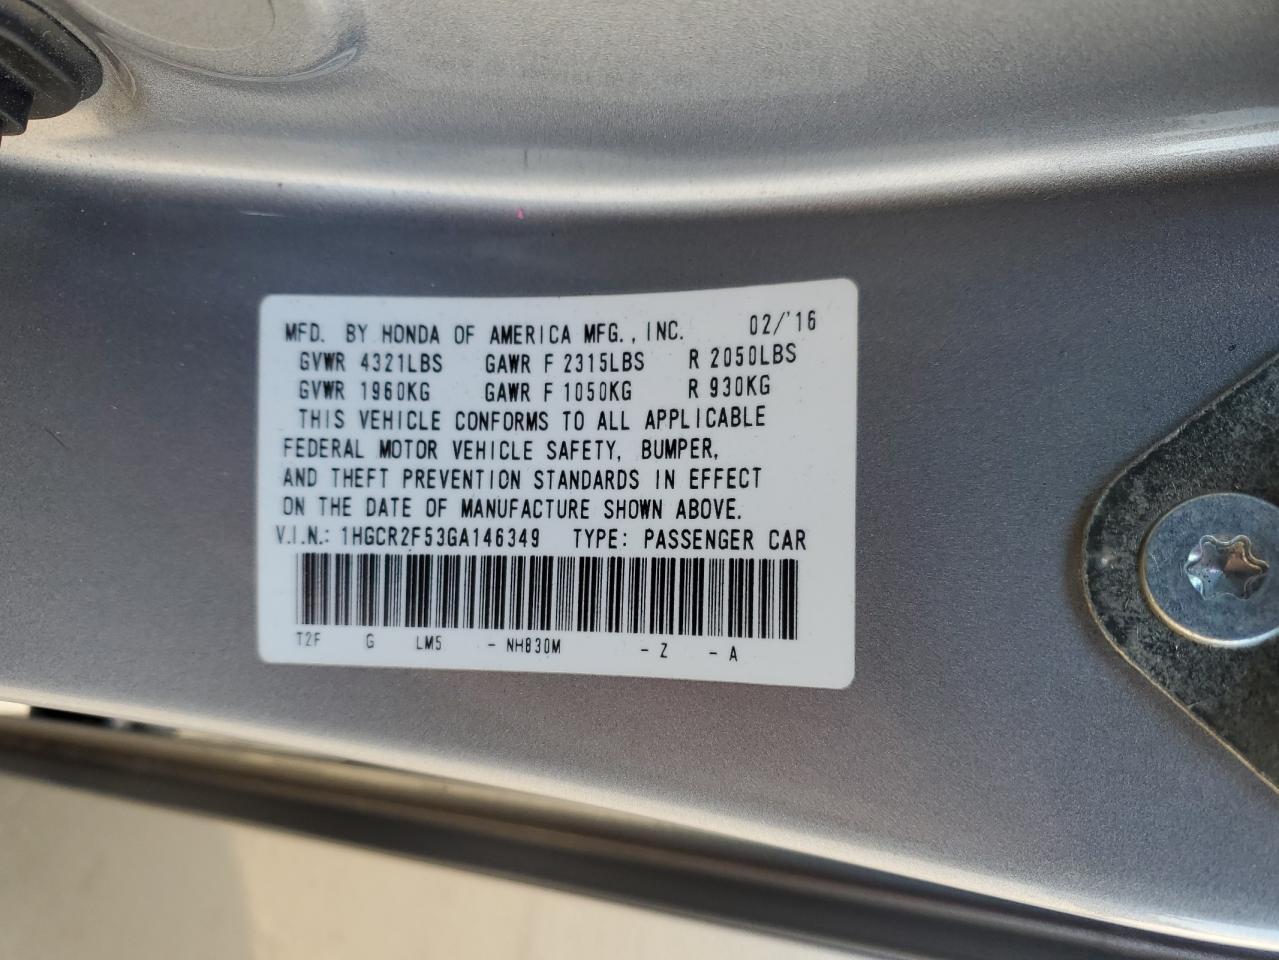 MFD. BY HONDA OF AMERICA MFG., INC. 02/'16
GVWR 4321LBS GAWR F 2315LBS R 2050LBS
GVWR 1960KG GAWR F 1050KG R 930KG
THIS VEHICLE CONFORMS TO ALL APPLICABLE
FEDERAL MOTOR VEHICLE SAFETY, BUMPER,
AND THEFT PREVENTION STANDARDS IN EFFECT
ON THE DATE OF MANUFACTURE SHOWN ABOVE.
V.I.N.: 1HGCR2F53GA146349 TYPE: PASSENGER CAR
T2F G LM5 - NH830M - Z - A